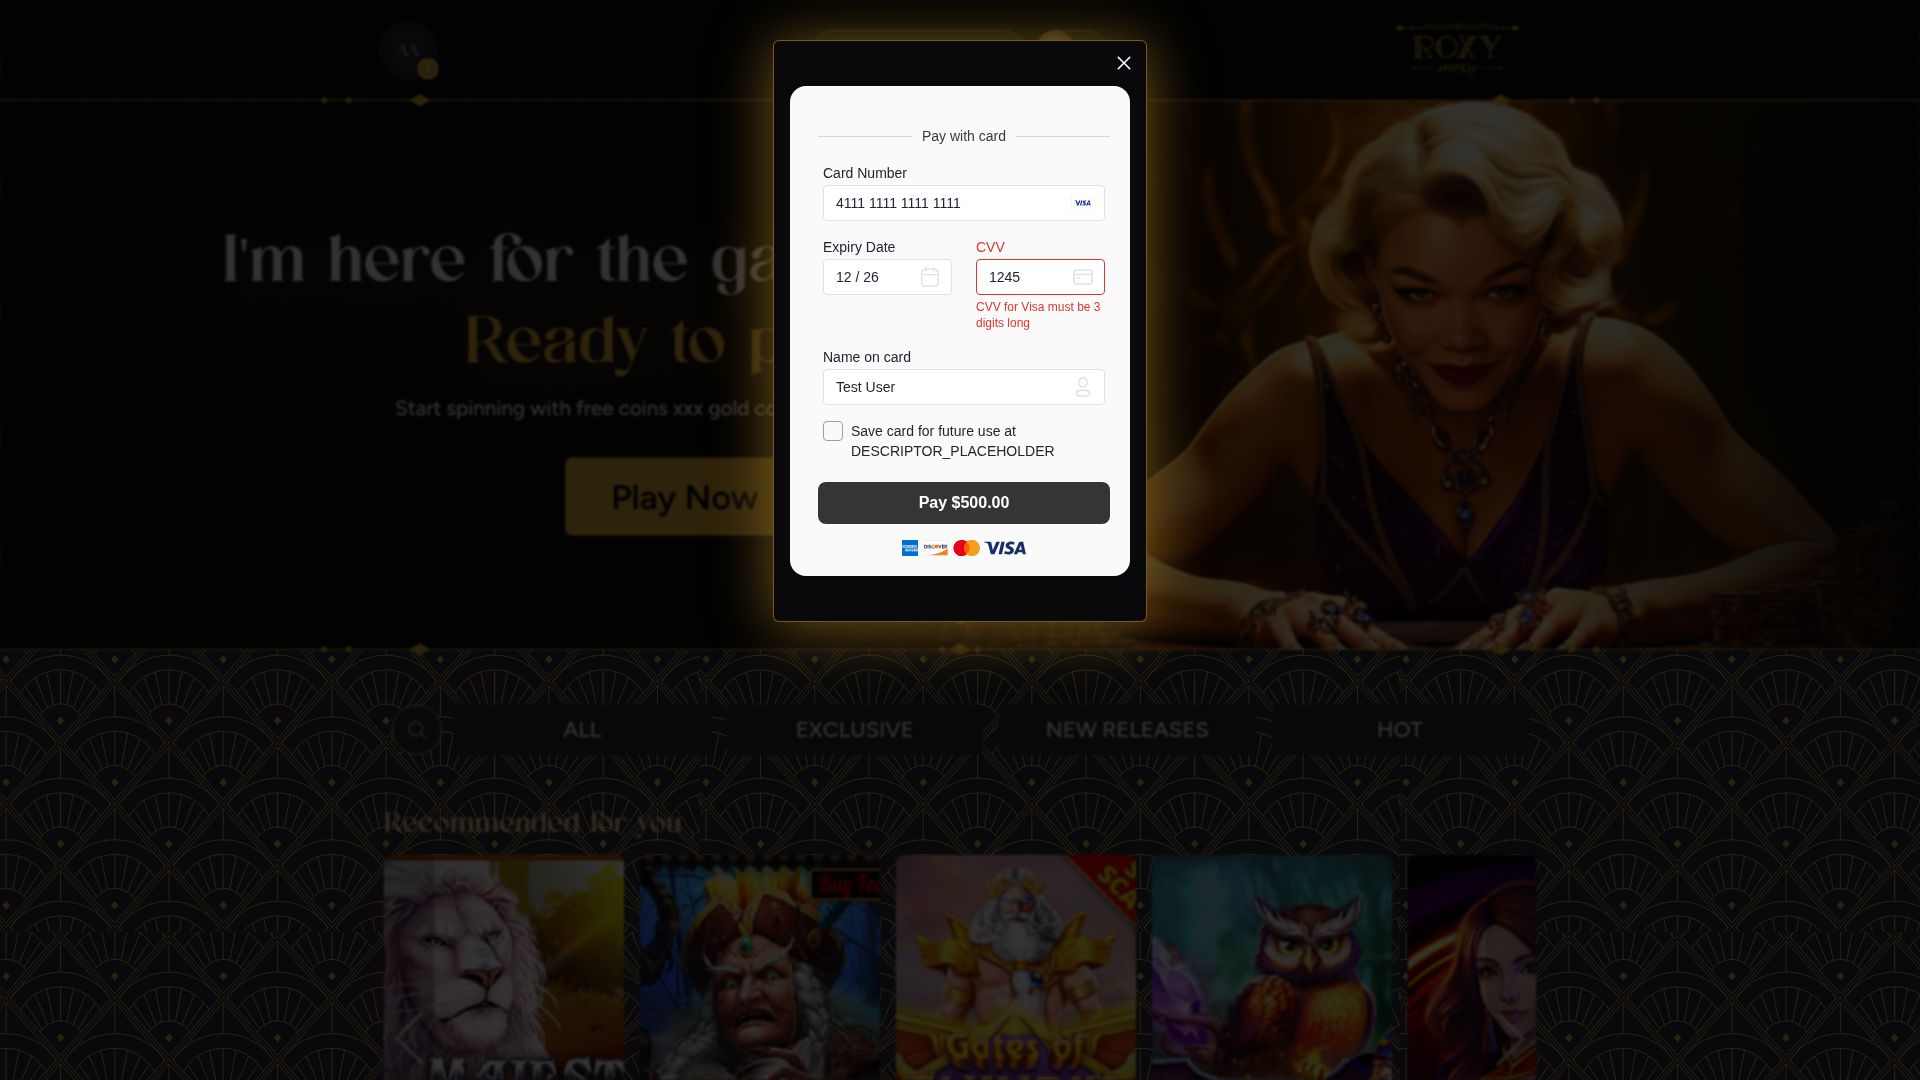 AA
ROXY
moxy
Pay with card
Card Number
4111 1111 1111 1111
VISA
Expiry Date
CVV
12 / 26
1245
CVV for Visa must be 3
digits long
Name on card
Test User
Save card for future use at
DESCRIPTOR_PLACEHOLDER
Pay $500.00
DISCOVER
VISA
I'm here for the ga
Ready to p
Start spinning with free coins xxx gold co
Play Now
ALL
EXCLUSIVE
NEW RELEASES
HOT
Recommended for you
Buy Fe
Gates of